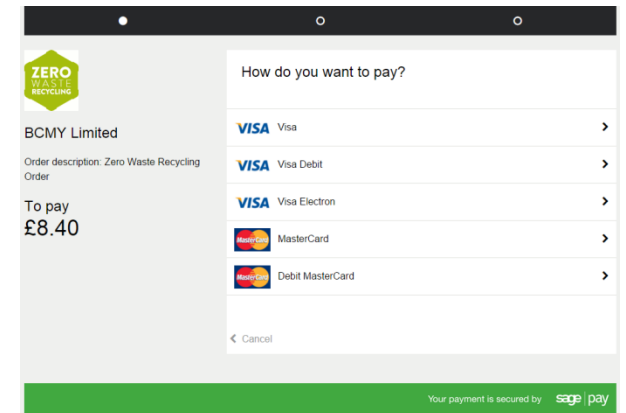 ZERO
WASTE
RECYCLING
BCMY Limited
Order description: Zero Waste Recycling
Order
To pay
£8.40
How do you want to pay?
VISA Visa
VISA Visa Debit
VISA Visa Electron
MasterCard MasterCard
MasterCard Debit MasterCard
Cancel
Your payment is secured by sage pay